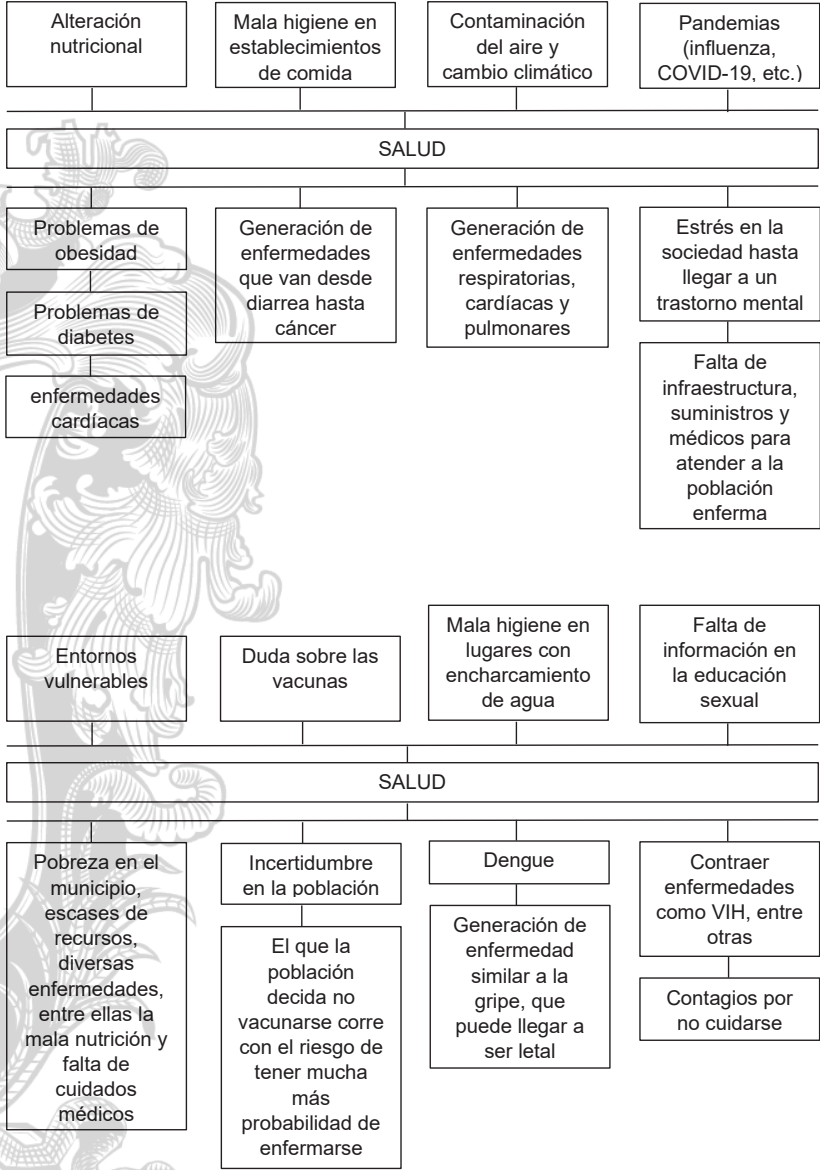 Alteración
nutricional
Mala higiene en
establecimientos
de comida
Contaminación
del aire y
cambio climático
Pandemias
(influenza,
COVID-19, etc.)
SALUD
Problemas de
obesidad
Problemas de
diabetes
enfermedades
cardíacas
Generación de
enfermedades
que van desde
diarrea hasta
cáncer
Generación de
enfermedades
respiratorias,
cardíacas y
pulmonares
Estrés en la
sociedad hasta
llegar a un
trastorno mental
Falta de
infraestructura,
suministros y
médicos para
atender a la
población
enferma
Entornos
vulnerables
Duda sobre las
vacunas
Mala higiene en
lugares con
encharcamiento
de agua
Falta de
información en
la educación
sexual
SALUD
Pobreza en el
municipio,
escases de
recursos,
diversas
enfermedades,
entre ellas la
mala nutrición y
falta de
cuidados
médicos
Incertidumbre
en la población
El que la
población
decida no
vacunarse corre
con el riesgo de
tener mucha
más
probabilidad de
enfermarse
Dengue
Generación de
enfermedad
similar a la
gripe, que
puede llegar a
ser letal
Contraer
enfermedades
como VIH, entre
otras
Contagios por
no cuidarse